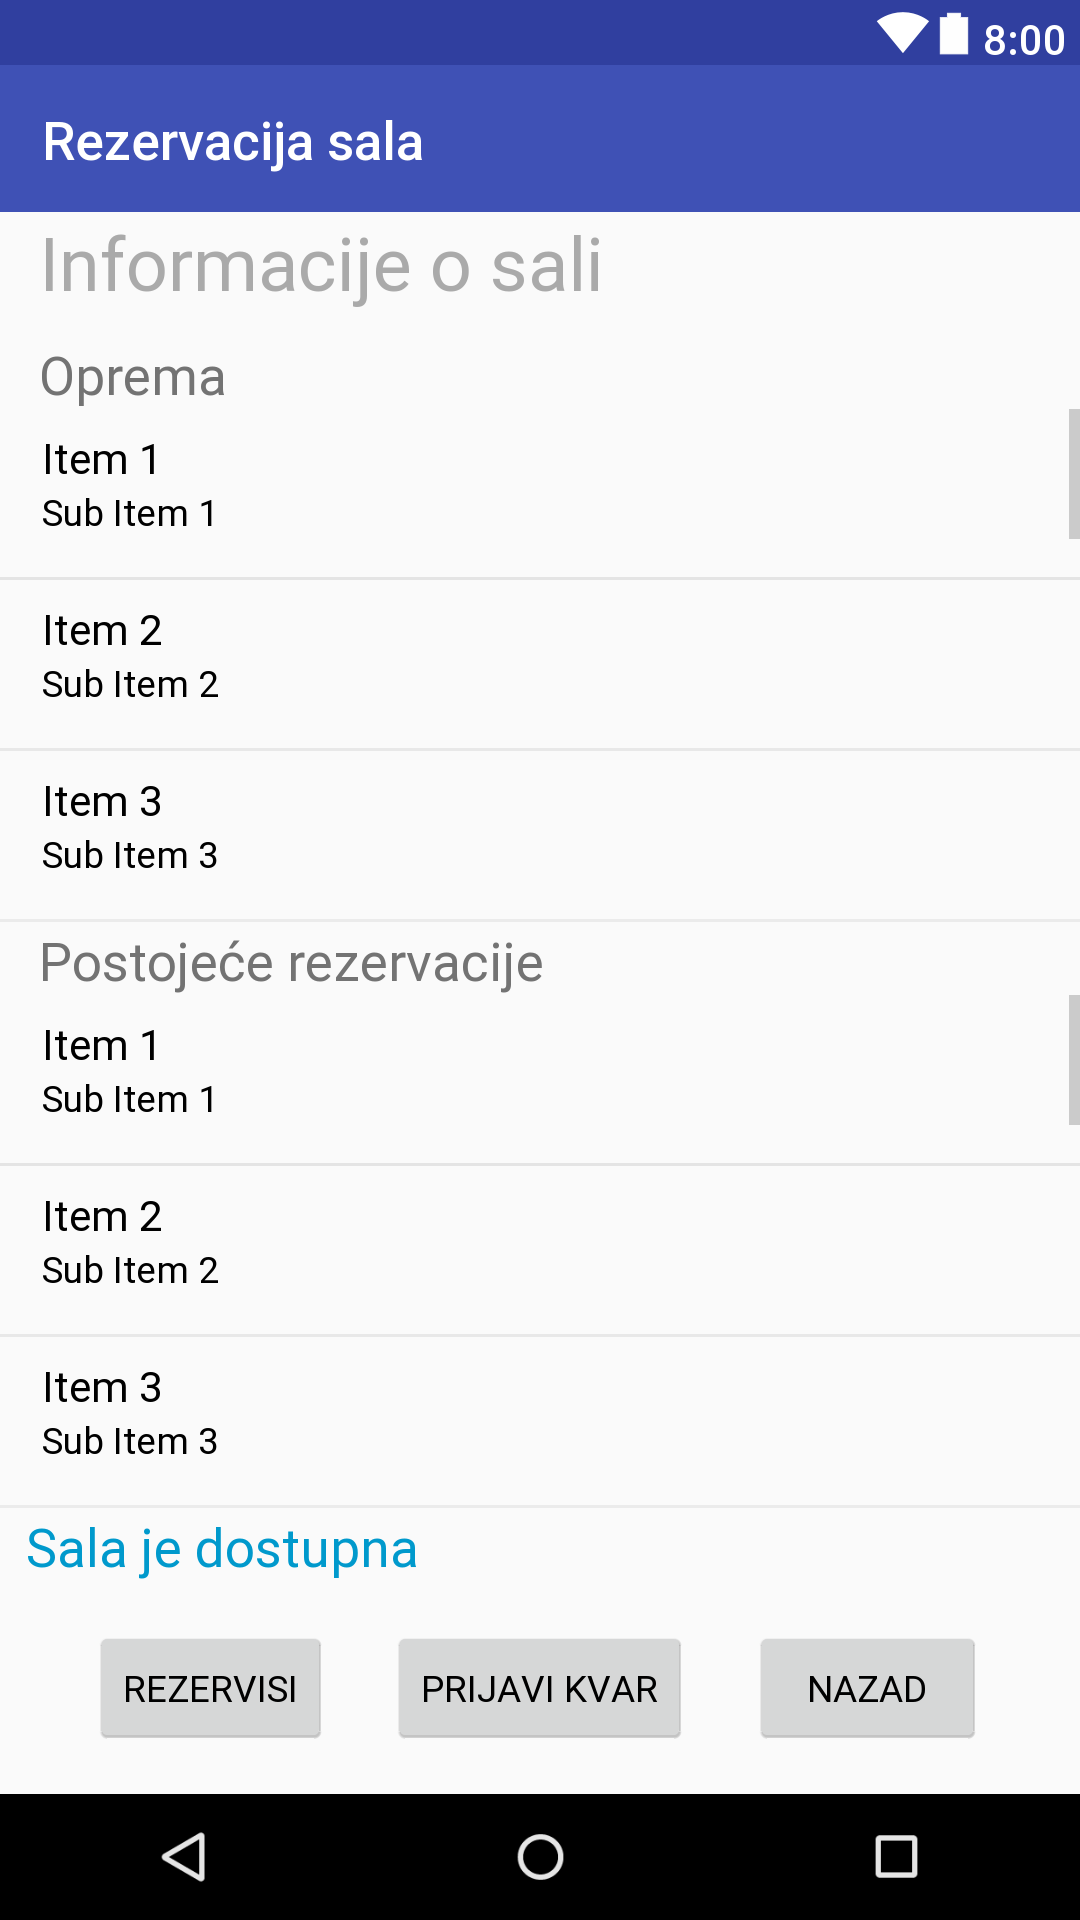 8:00
Rezervacija sala
Informacije o sali
Oprema
Item 1
Sub Item 1
Item 2
Sub Item 2
Item 3
Sub Item 3
Postojeće rezervacije
Item 1
Sub Item 1
Item 2
Sub Item 2
Item 3
Sub Item 3
Sala je dostupna
REZERVISI PRIJAVI KVAR NAZAD